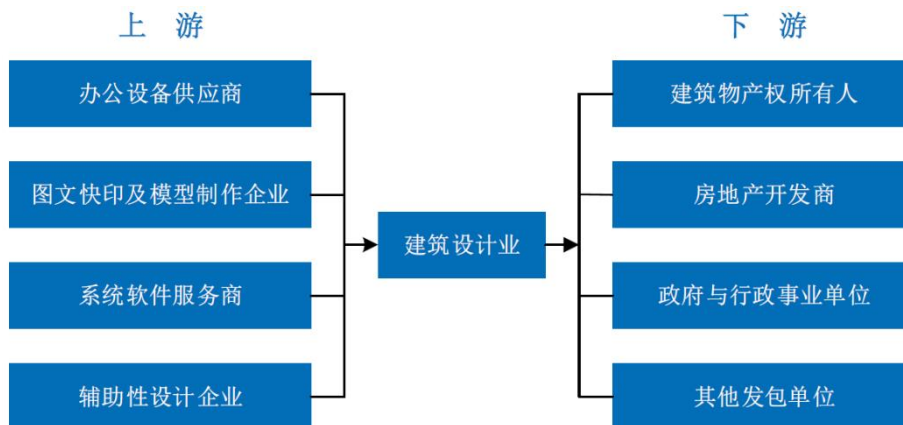 上 游
办公设备供应商
图文快印及模型制作企业
系统软件服务商
辅助性设计企业
建筑设计业
下 游
建筑物产权所有人
房地产开发商
政府与行政事业单位
其他发包单位